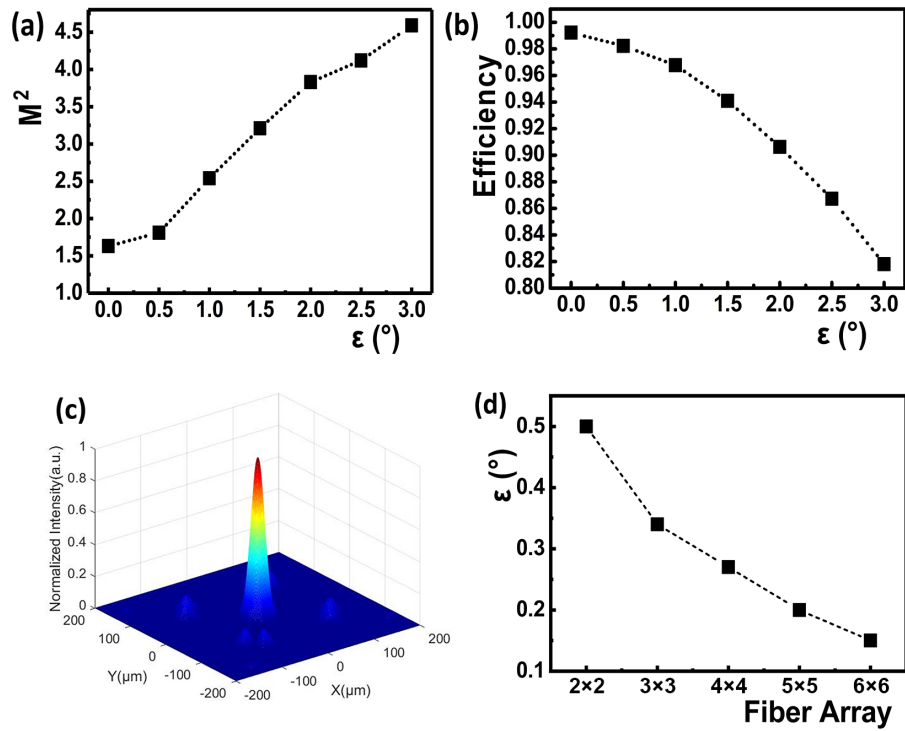 (a)
M²
4.5
4.0
3.5
3.0
2.5
2.0
1.5
1.0
0.0 0.5 1.0 1.5 2.0 2.5 3.0
ε (°)
(b)
Efficiency
1.00
0.98
0.96
0.94
0.92
0.90
0.88
0.86
0.84
0.82
0.80
0.0 0.5 1.0 1.5 2.0 2.5 3.0
ε (°)
(c)
Normalized Intensity(a.u.)
1
0.8
0.6
0.4
0.2
0
200
100
0
-100
-200
Y(μm)
-200
-100
0
100
200
X(μm)
(d)
ε (°)
0.5
0.4
0.3
0.2
0.1
2×2 3×3 4×4 5×5 6×6
Fiber Array